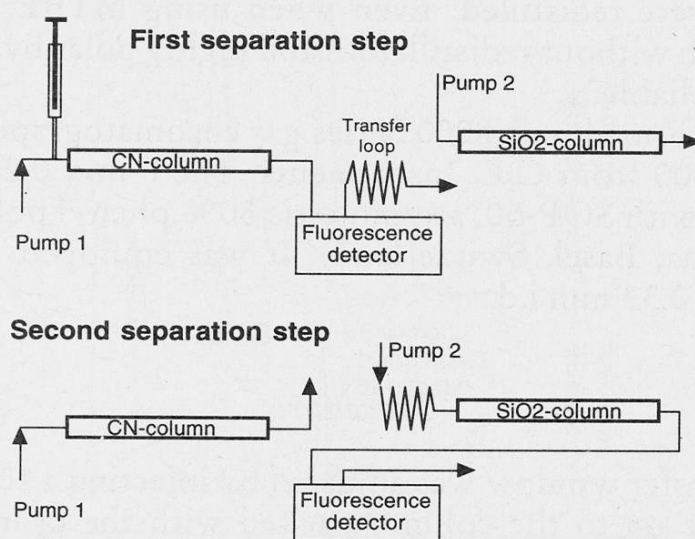 First separation step
Pump 2
Transfer
loop
CN-column
SiO2-column
Pump 1
Fluorescence
detector
Second separation step
Pump 2
CN-column
SiO2-column
Pump 1
Fluorescence
detector